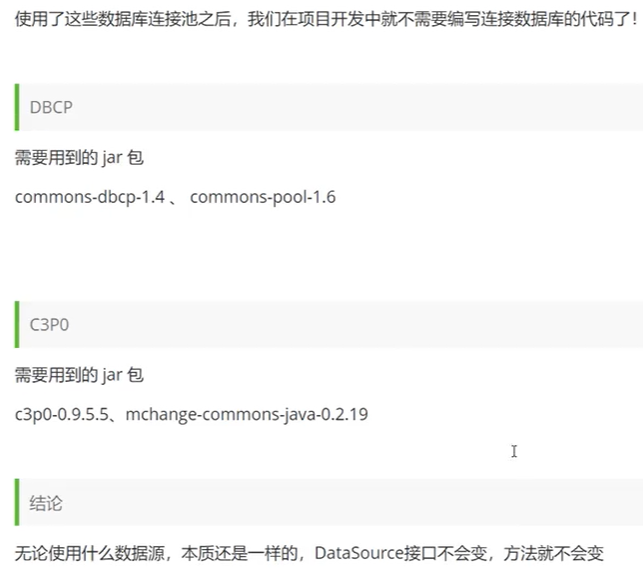 使用了这些数据库连接池之后，我们在项目开发中就不需要编写连接数据库的代码了！
DBCP
需要用到的 jar 包
commons-dbcp-1.4 、 commons-pool-1.6
C3P0
需要用到的 jar 包
c3p0-0.9.5.5、mchange-commons-java-0.2.19
结论
无论使用什么数据源，本质还是一样的，DataSource接口不会变，方法就不会变